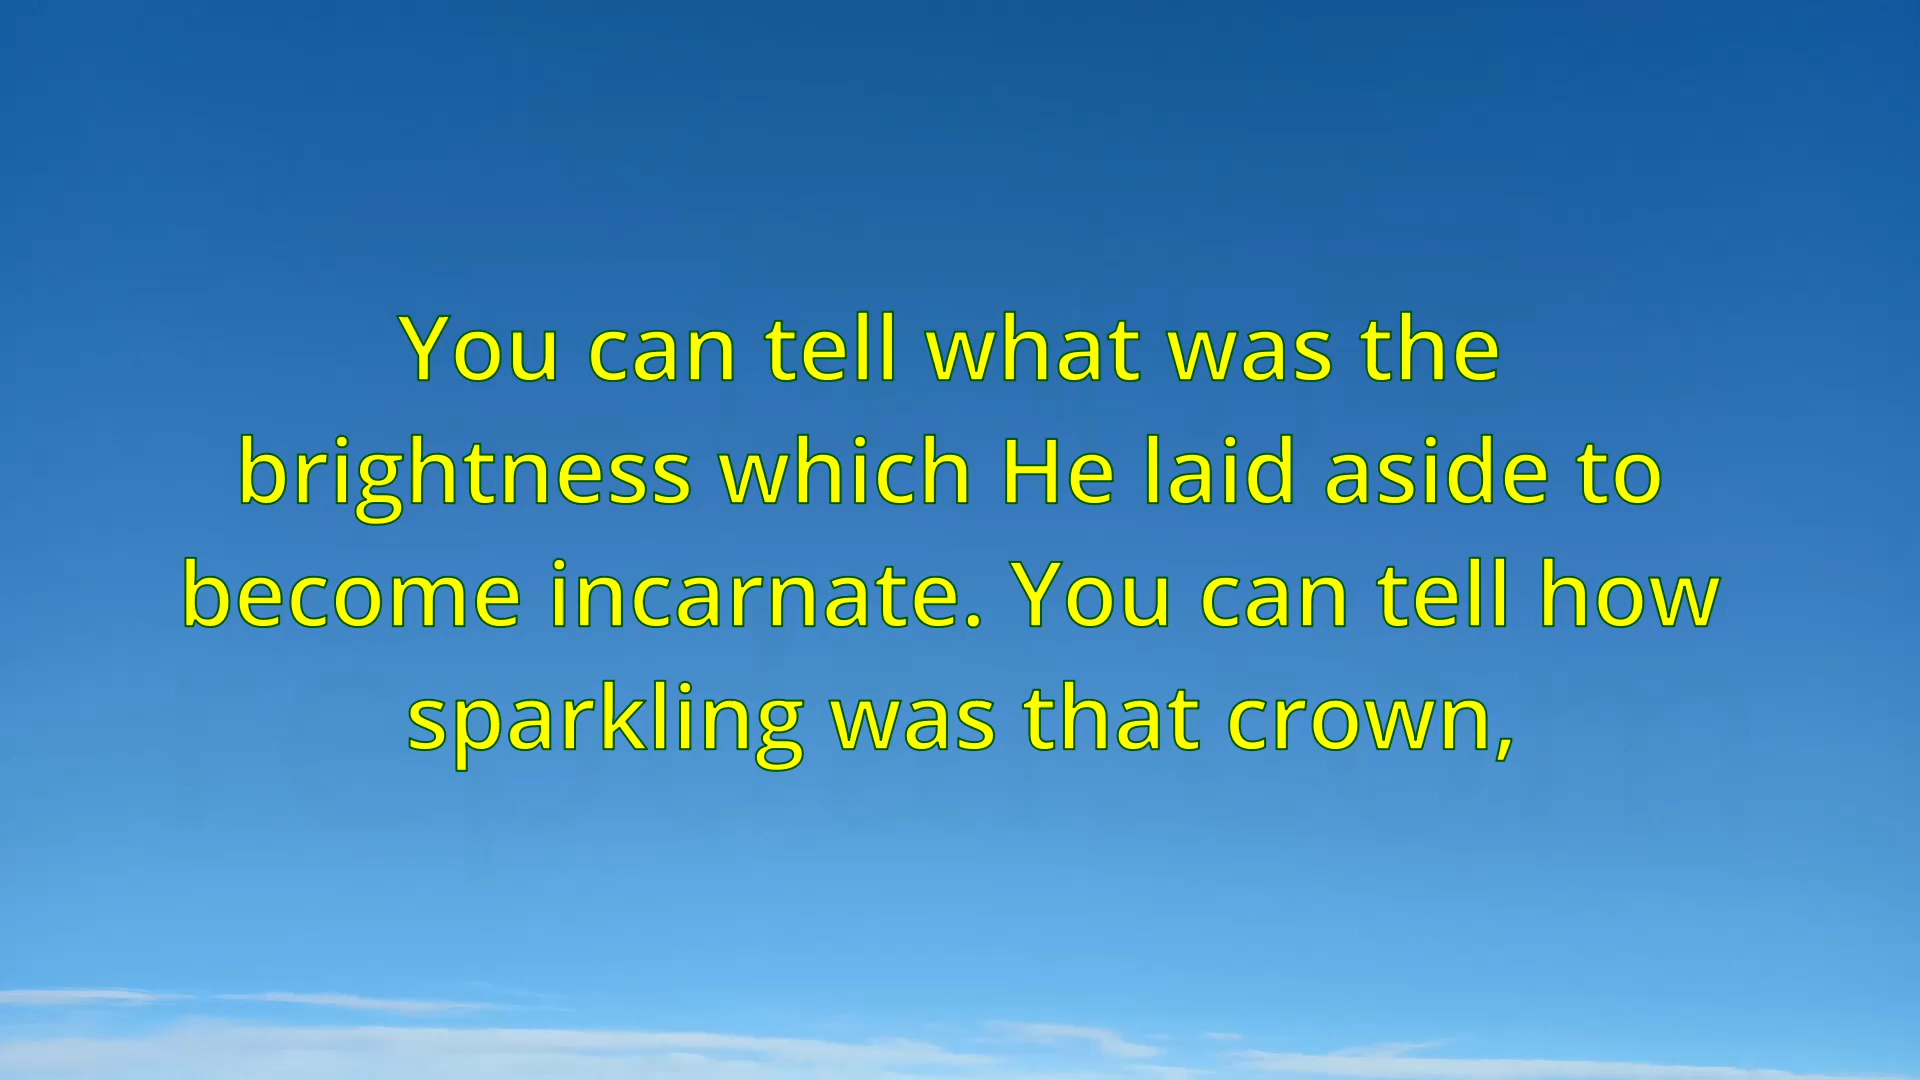 You can tell what was the
brightness which He laid aside to
become incarnate. You can tell how
sparkling was that crown,